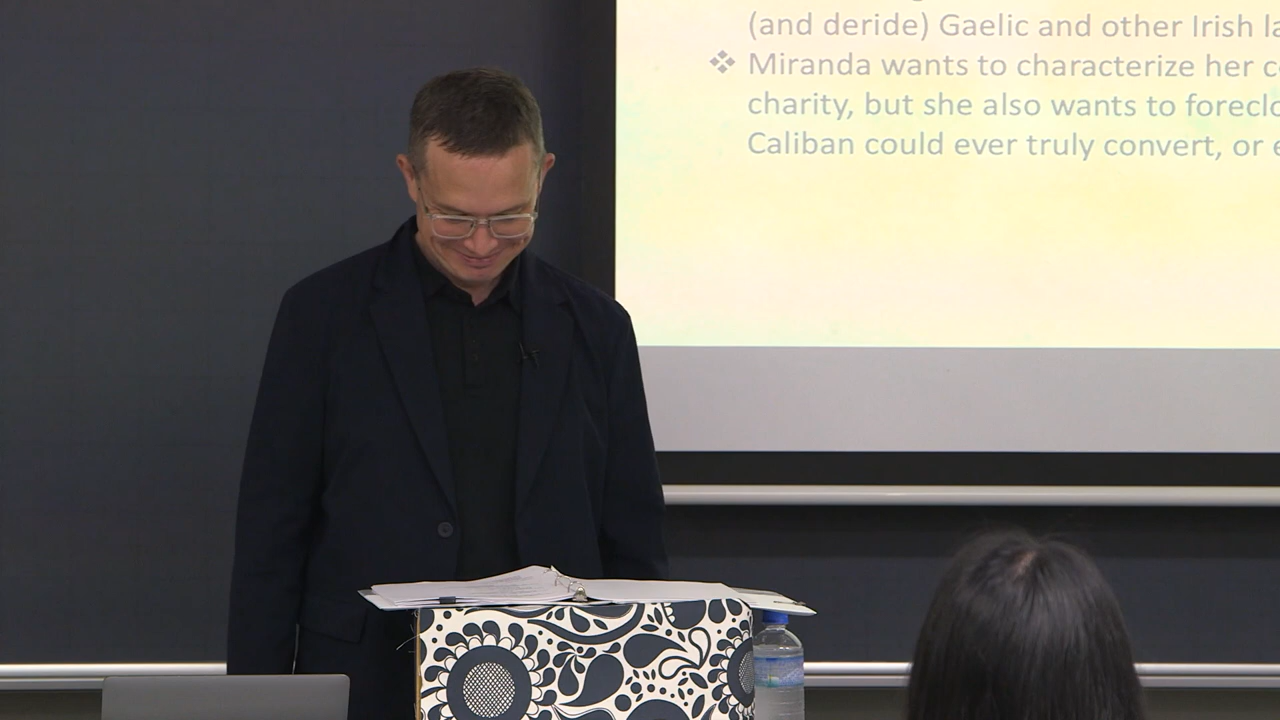 (and deride) Gaelic and other Irish la
❖ Miranda wants to characterize her c
charity, but she also wants to foreclo
Caliban could ever truly convert, or e